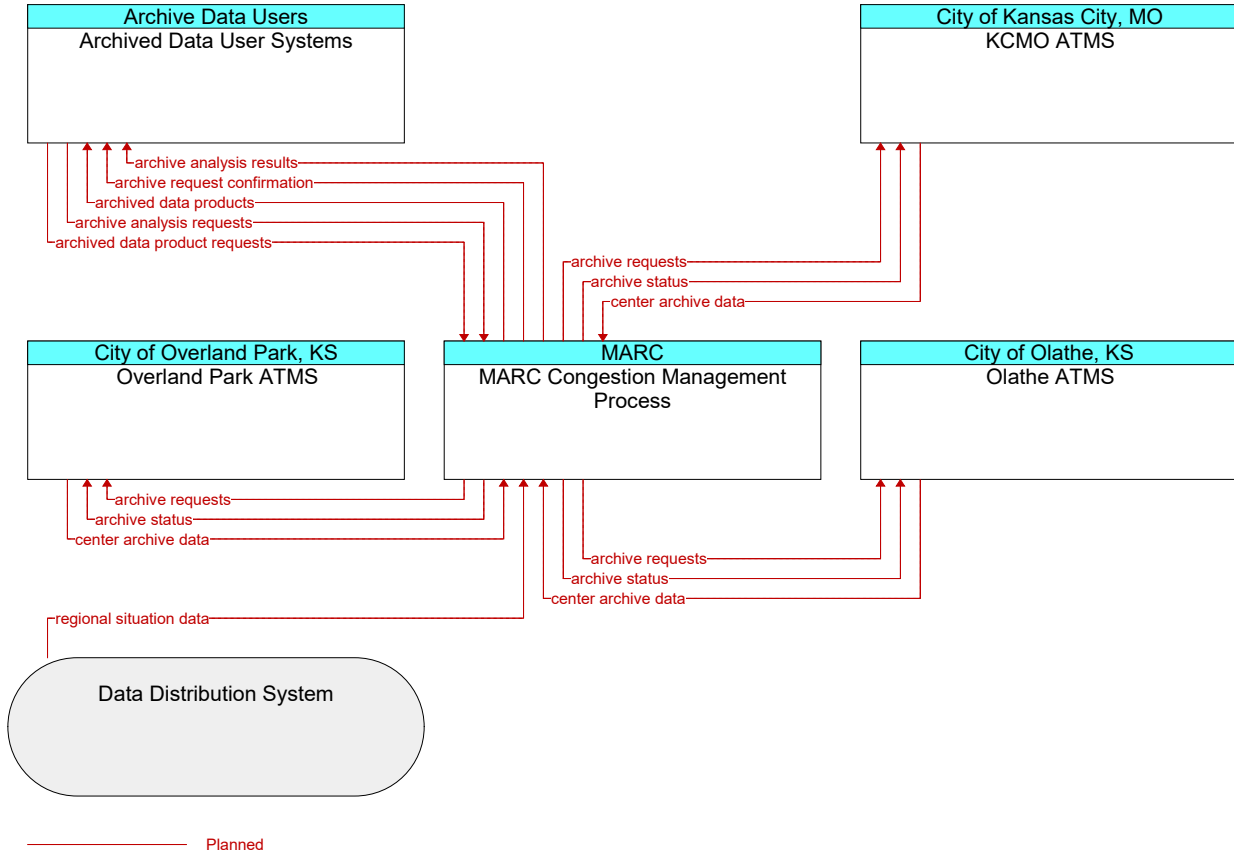 Archive Data Users
Archived Data User Systems
City of Kansas City, MO
KCMO ATMS
archive analysis results
archive request confirmation
archived data products
archive analysis requests
archived data product requests
archive requests
archive status
center archive data
City of Overland Park, KS
Overland Park ATMS
MARC
MARC Congestion Management
Process
City of Olathe, KS
Olathe ATMS
archive requests
archive status
center archive data
archive requests
archive status
center archive data
regional situation data
Data Distribution System
Planned